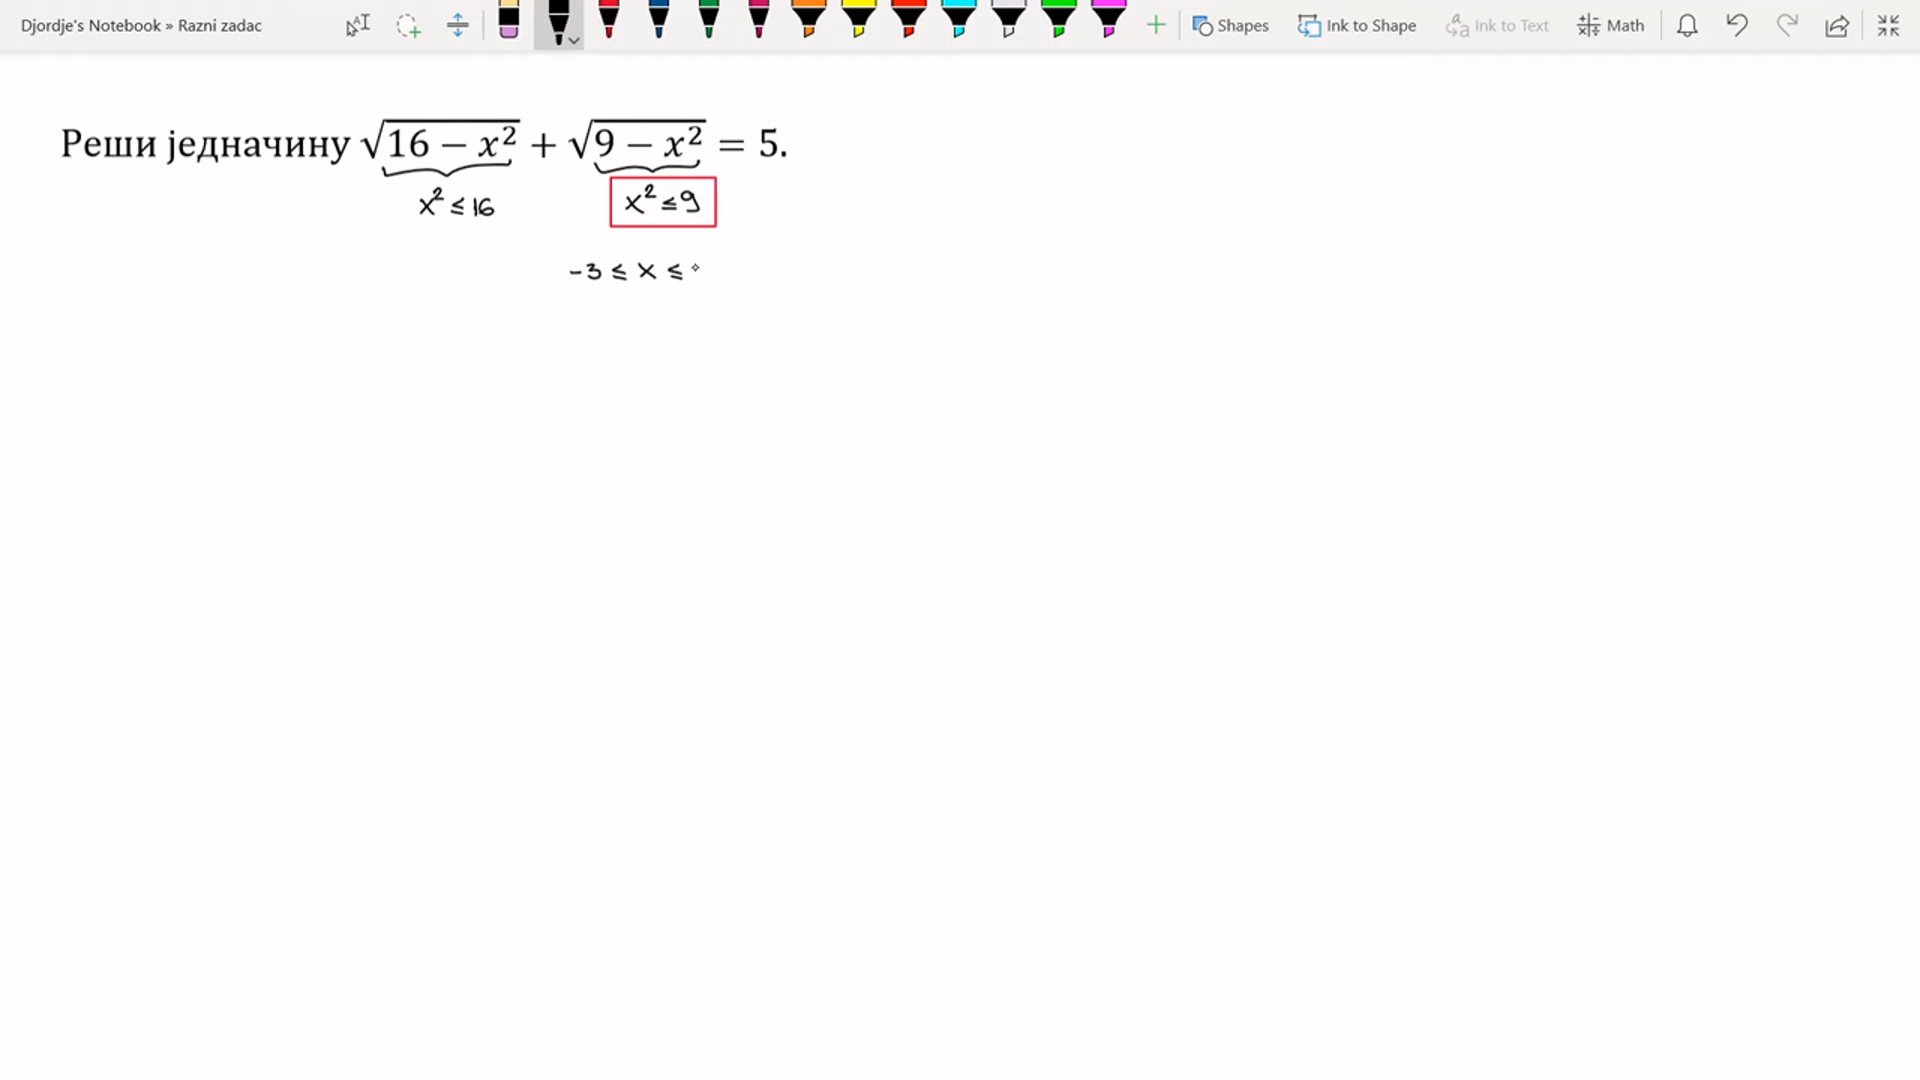 Djordje's Notebook » Razni zadac
Shapes
Ink to Shape
Ink to Text
Math
Реши једначину √16 − x² + √9 − x² = 5.
x² ≤ 16
x² ≤ 9
-3 ≤ x ≤